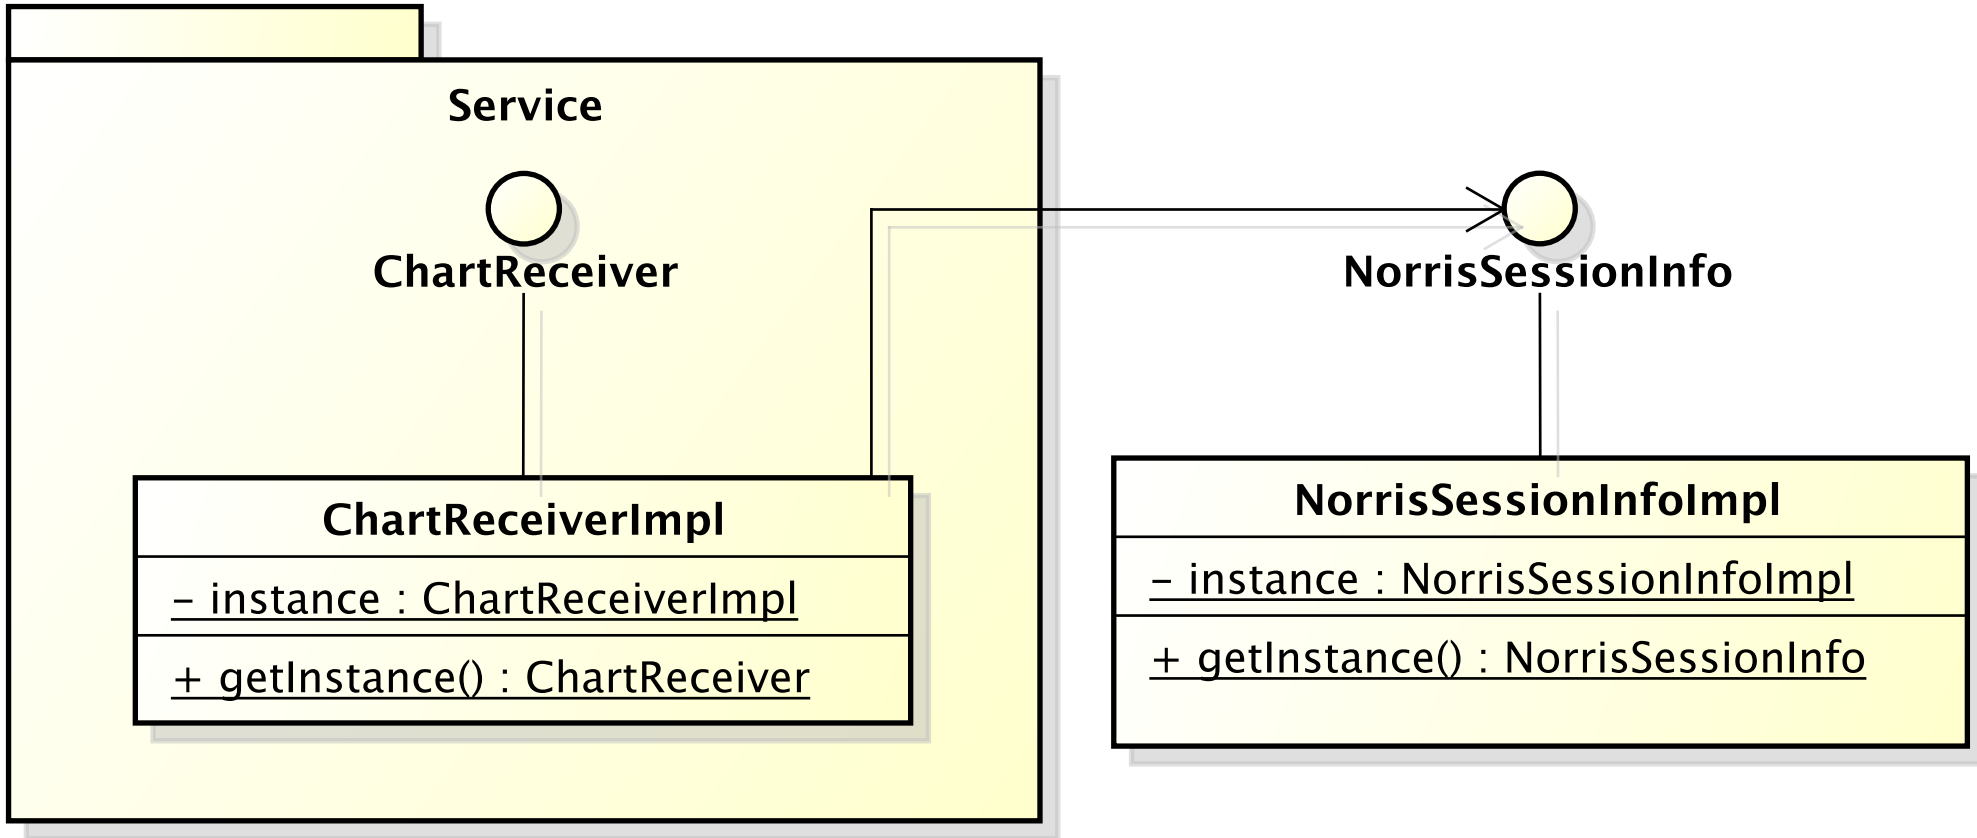 Service
ChartReceiver
NorrisSessionInfo
ChartReceiverImpl
- instance : ChartReceiverImpl
+ getInstance() : ChartReceiver
NorrisSessionInfoImpl
- instance : NorrisSessionInfoImpl
+ getInstance() : NorrisSessionInfo